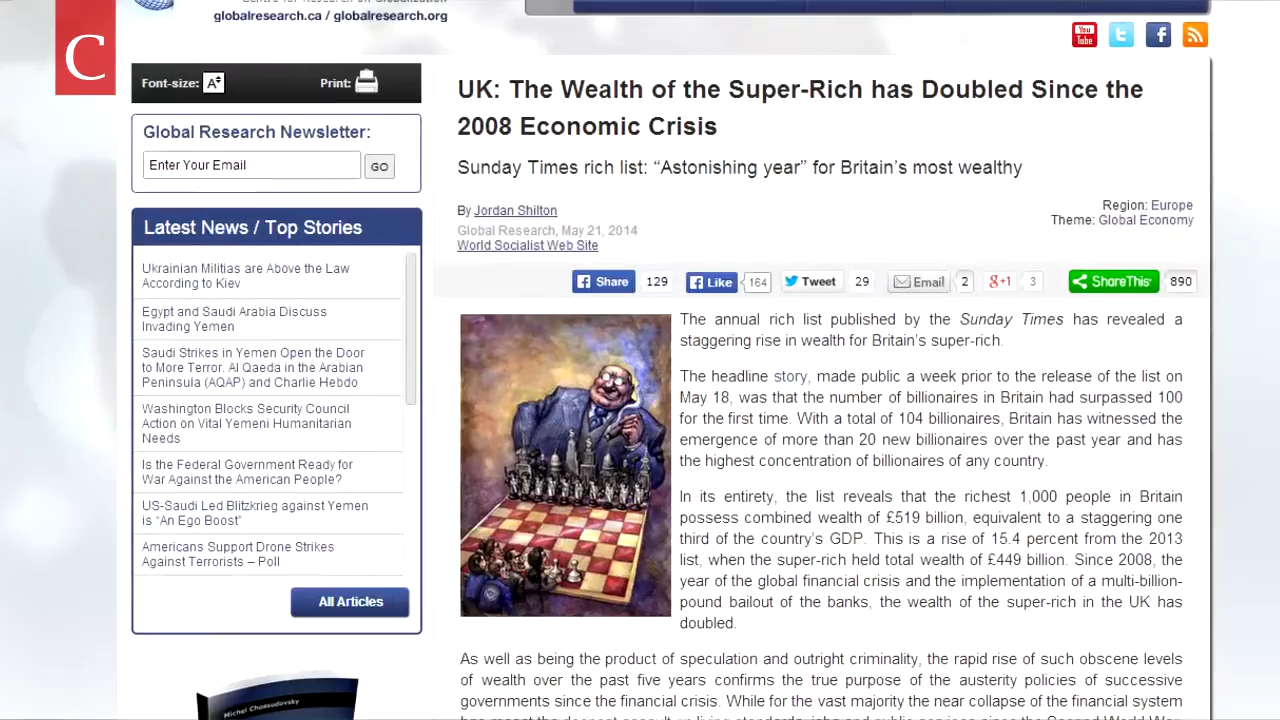 Centre for Research on Globalization
globalresearch.ca / globalresearch.org
C
You
Tube
Font-size: A
Print:
Global Research Newsletter:
Enter Your Email
GO
Latest News / Top Stories
Ukrainian Militias are Above the Law
According to Kiev
Egypt and Saudi Arabia Discuss
Invading Yemen
Saudi Strikes in Yemen Open the Door
to More Terror. Al Qaeda in the Arabian
Peninsula (AQAP) and Charlie Hebdo
Washington Blocks Security Council
Action on Vital Yemeni Humanitarian
Needs
Is the Federal Government Ready for
War Against the American People?
US-Saudi Led Blitzkrieg against Yemen
is “An Ego Boost”
Americans Support Drone Strikes
Against Terrorists – Poll
All Articles
Michel Chossudovsky
UK: The Wealth of the Super-Rich has Doubled Since the
2008 Economic Crisis
Sunday Times rich list: “Astonishing year” for Britain’s most wealthy
By Jordan Shilton
Global Research, May 21, 2014
World Socialist Web Site
Region: Europe
Theme: Global Economy
Share 129 Like 164 Tweet 29 Email 2 g+1 3 ShareThis 890
The annual rich list published by the Sunday Times has revealed a
staggering rise in wealth for Britain’s super-rich.
The headline story, made public a week prior to the release of the list on
May 18, was that the number of billionaires in Britain had surpassed 100
for the first time. With a total of 104 billionaires, Britain has witnessed the
emergence of more than 20 new billionaires over the past year and has
the highest concentration of billionaires of any country.
In its entirety, the list reveals that the richest 1,000 people in Britain
possess combined wealth of £519 billion, equivalent to a staggering one
third of the country’s GDP. This is a rise of 15.4 percent from the 2013
list, when the super-rich held total wealth of £449 billion. Since 2008, the
year of the global financial crisis and the implementation of a multi-billion-
pound bailout of the banks, the wealth of the super-rich in the UK has
doubled.
As well as being the product of speculation and outright criminality, the rapid rise of such obscene levels
of wealth over the past five years confirms the true purpose of the austerity policies of successive
governments since the financial crisis. While for the vast majority the near collapse of the financial system